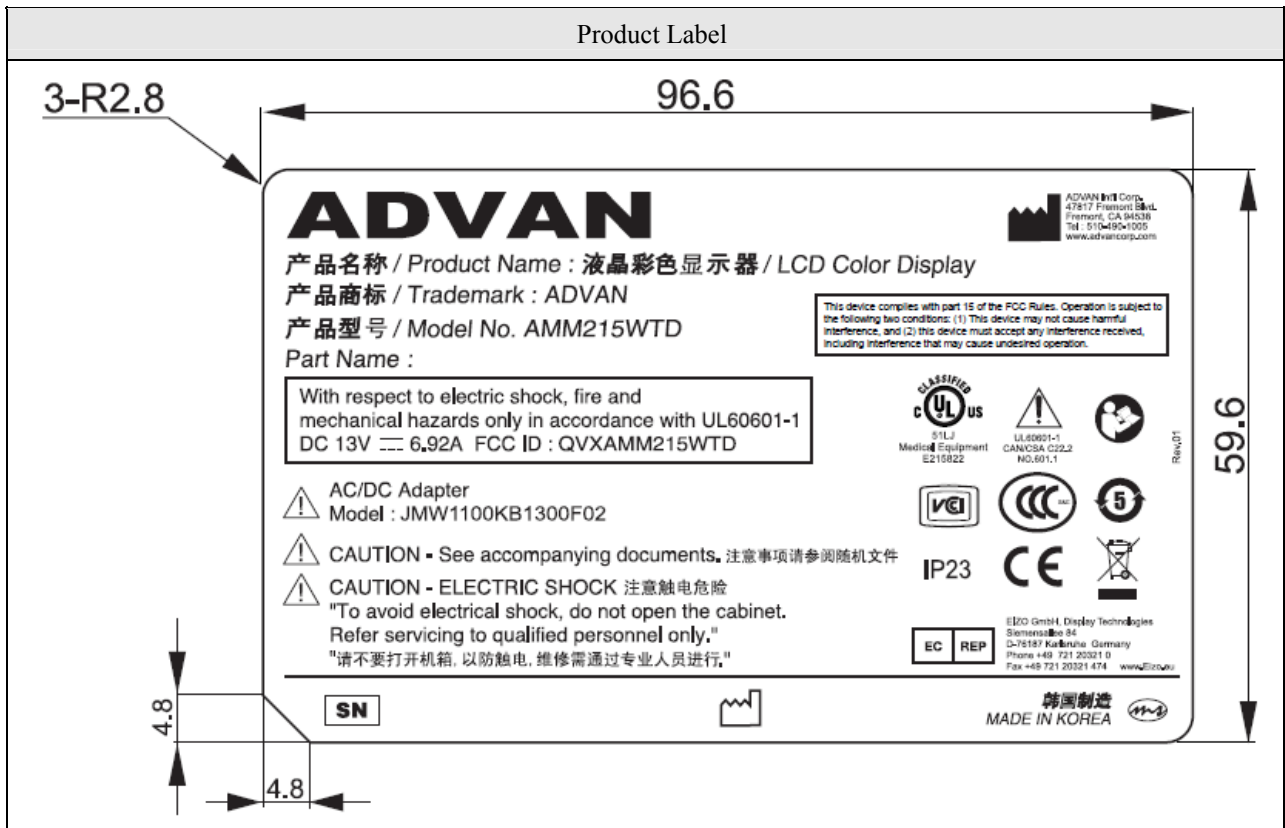 Product Label
3-R2.8
96.6
ADVAN
ADVAN Int'l Corp.
47817 Fremont Blvd.
Fremont, CA 94538
Tel : 510-490-1005
www.advancorp.com
产品名称 / Product Name : 液晶彩色显示器 / LCD Color Display
产品商标 / Trademark : ADVAN
产品型号 / Model No. AMM215WTD
Part Name :
This device complies with part 15 of the FCC Rules. Operation is subject to
the following two conditions: (1) This device may not cause harmful
interference, and (2) this device must accept any interference received,
including interference that may cause undesired operation.
With respect to electric shock, fire and
mechanical hazards only in accordance with UL60601-1
DC 13V ⎓ 6.92A FCC ID : QVXAMM215WTD
CLASSIFIED
C UL US
51LJ
Medical Equipment
E215822
UL60601-1
CAN/CSA C22.2
NO.601.1
Rev.01
59.6
AC/DC Adapter
Model : JMW1100KB1300F02
VCI
CCC
5
CAUTION - See accompanying documents. 注意事项请参阅随机文件
IP23
CE
CAUTION - ELECTRIC SHOCK 注意触电危险
"To avoid electrical shock, do not open the cabinet.
Refer servicing to qualified personnel only."
"请不要打开机箱, 以防触电, 维修需通过专业人员进行."
EC REP
EIZO GmbH, Display Technologies
Siemensallee 84
D-76187 Karlsruhe Germany
Phone +49 721 20321 0
Fax +49 721 20321 474 www.Eizo.eu
SN
韩国制造
MADE IN KOREA
ms
4.8
4.8